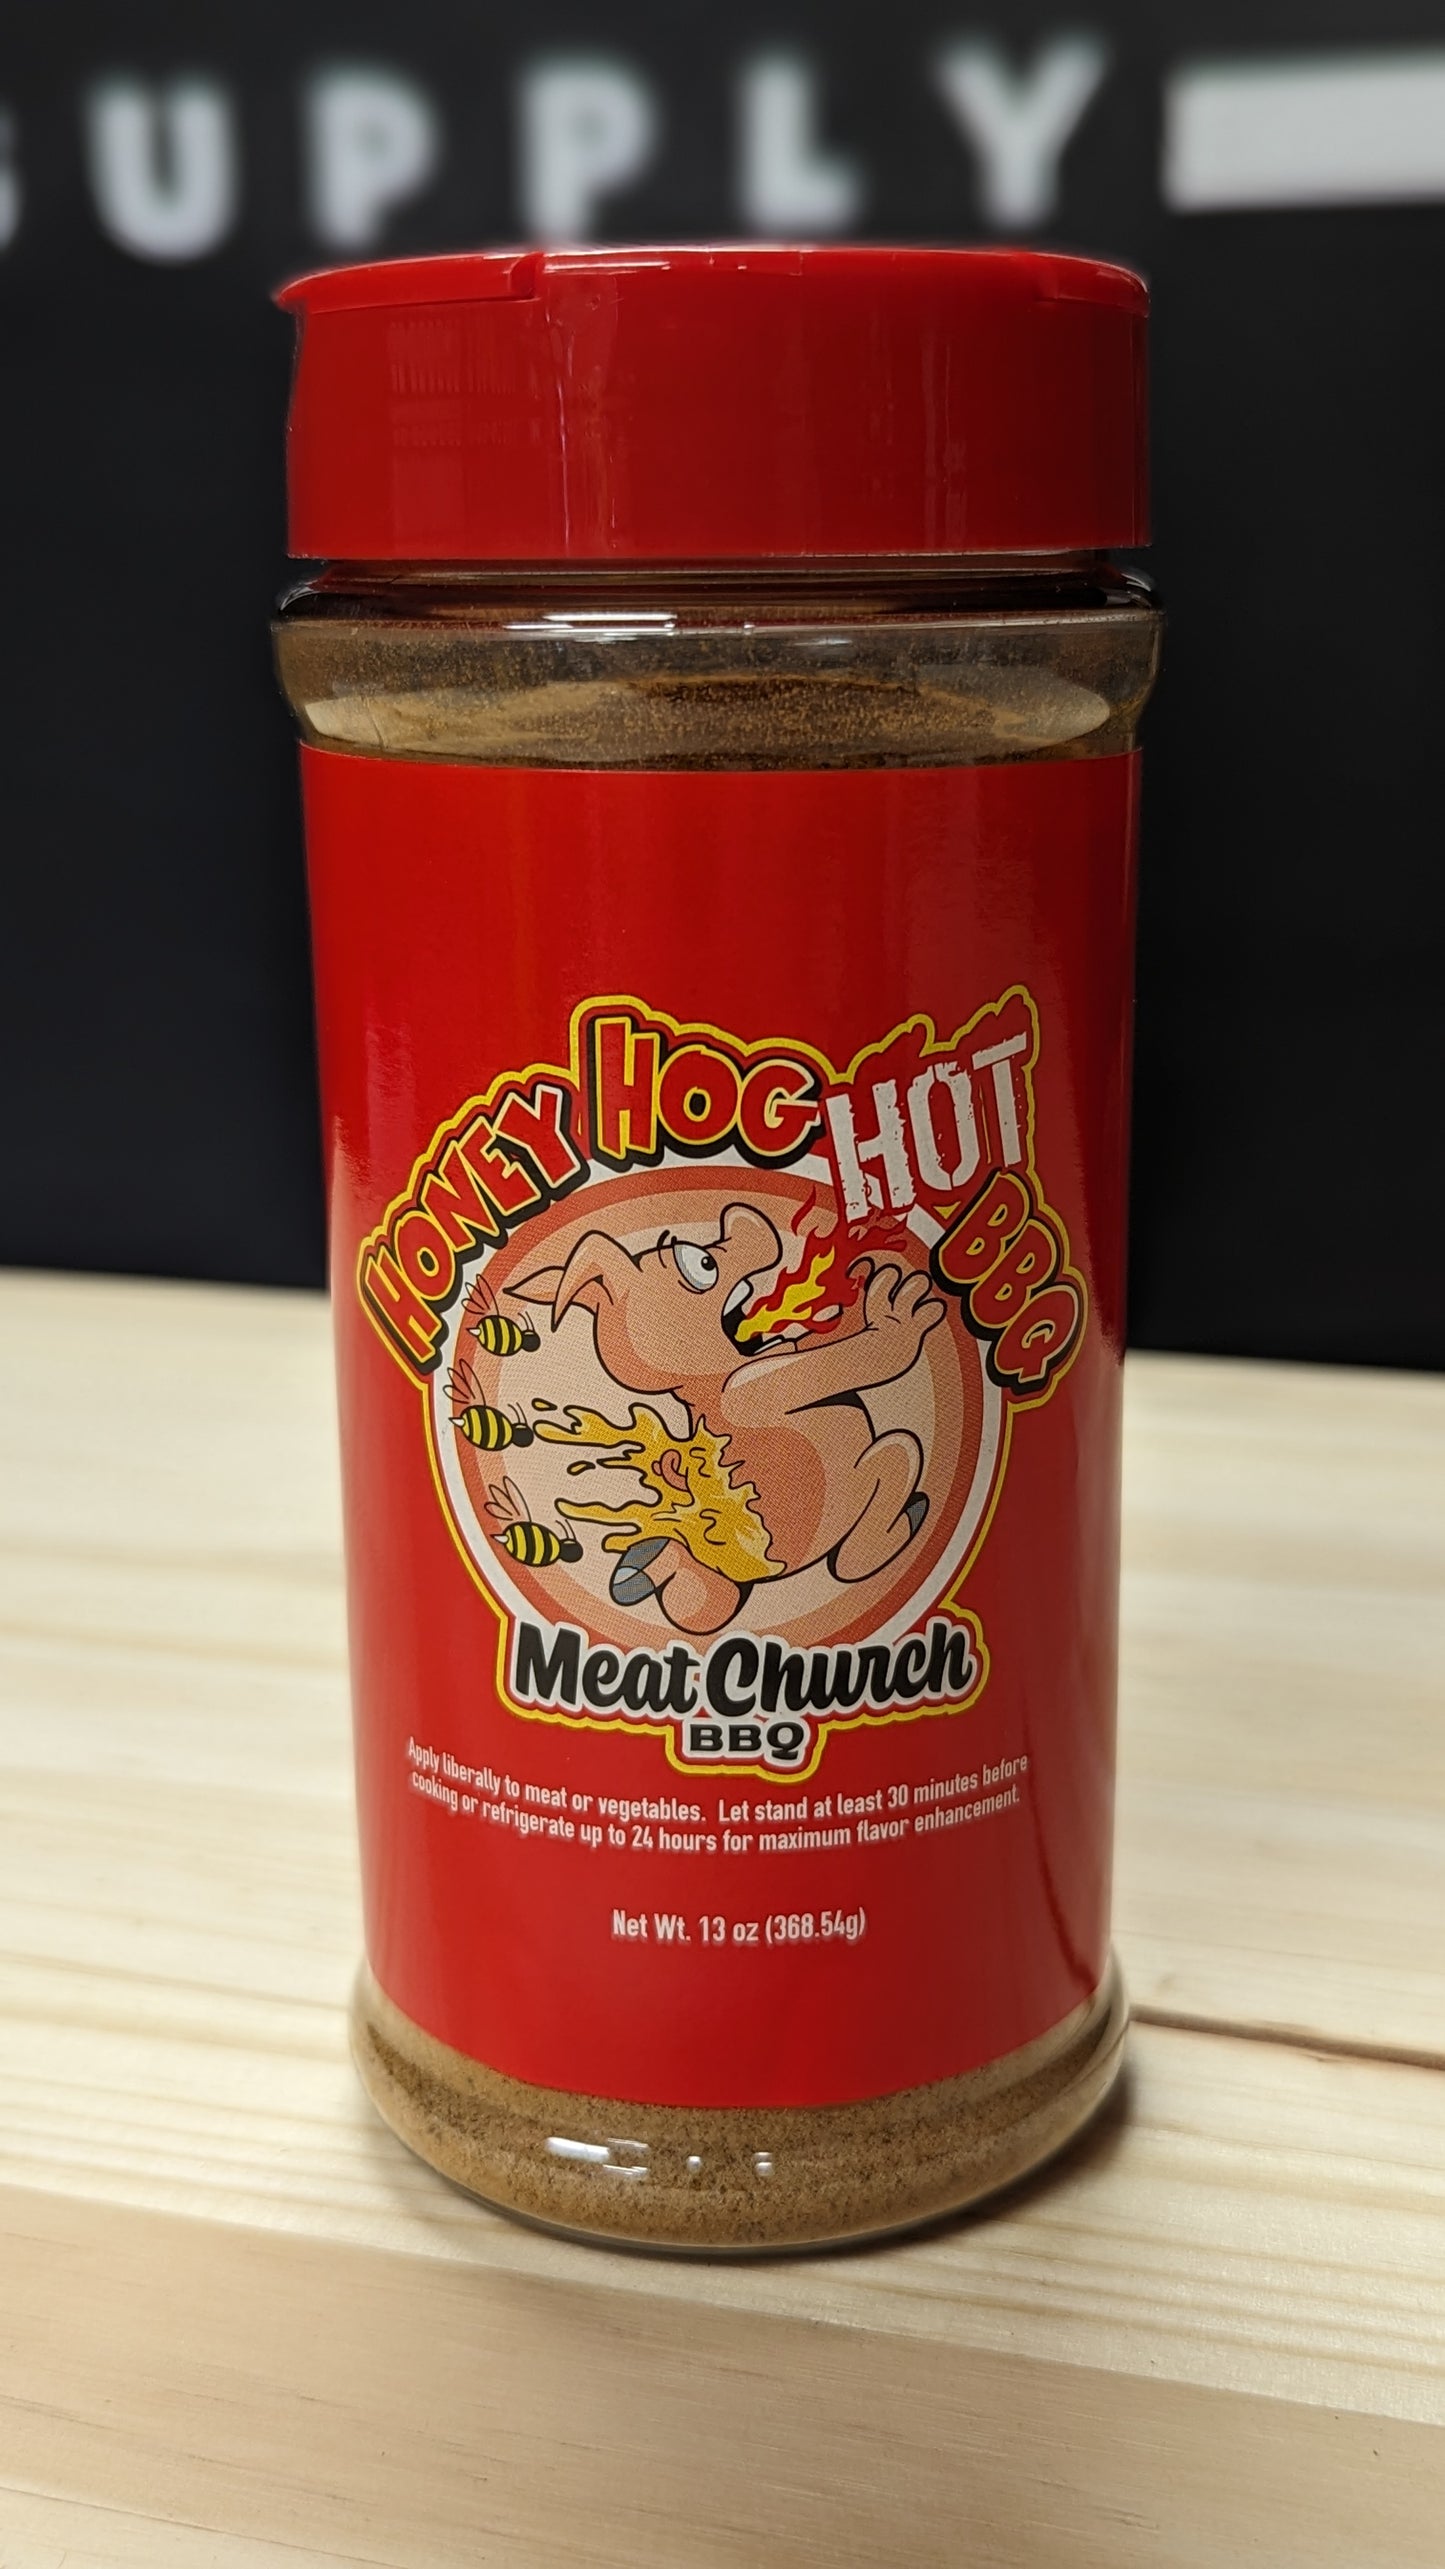 SUPPLY
HONEY HOG HOT BBQ
Meat Church
BBQ
Apply liberally to meat or vegetables. Let stand at least 30 minutes before
cooking or refrigerate up to 24 hours for maximum flavor enhancement.
Net Wt. 13 oz (368.54g)